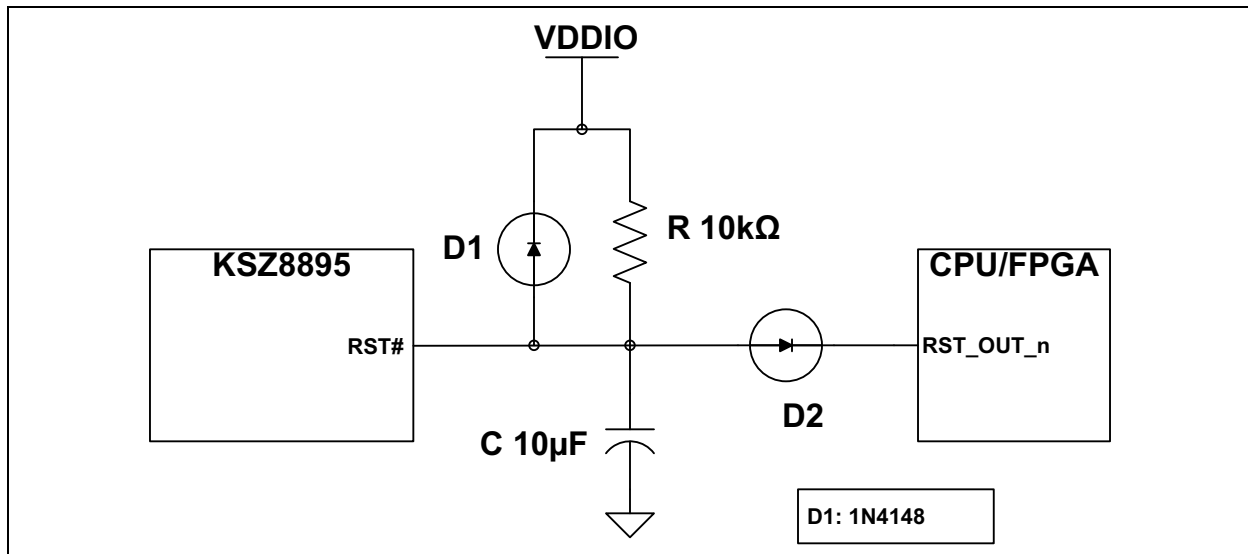 VDDIO
D1
R 10kΩ
KSZ8895
CPU/FPGA
RST#
RST_OUT_n
D2
C 10µF
D1: 1N4148